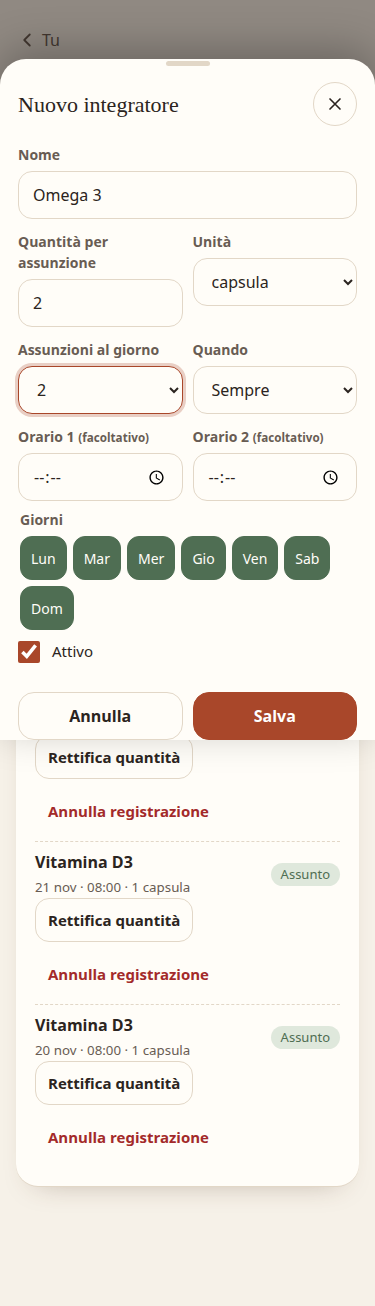 Tu
Nuovo integratore
Nome
Omega 3
Quantità per
assunzione
Unità
2
capsula
Assunzioni al giorno
Quando
2
Sempre
Orario 1 (facoltativo)
Orario 2 (facoltativo)
--:--
--:--
Giorni
Lun Mar Mer Gio Ven Sab
Dom
Attivo
Annulla
Salva
Rettifica quantità
Annulla registrazione
Vitamina D3
Assunto
21 nov · 08:00 · 1 capsula
Rettifica quantità
Annulla registrazione
Vitamina D3
Assunto
20 nov · 08:00 · 1 capsula
Rettifica quantità
Annulla registrazione